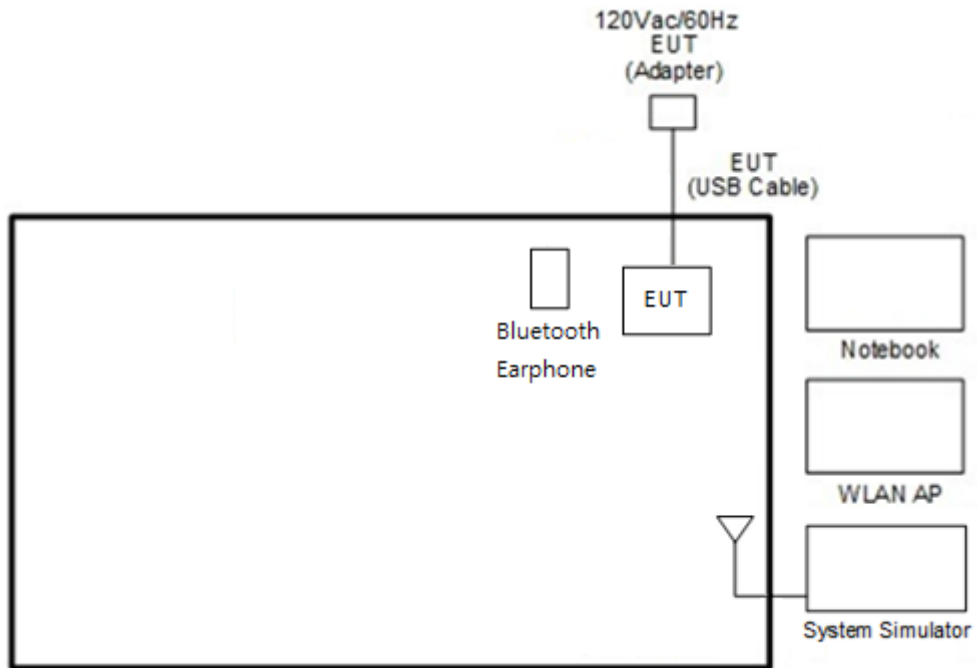 120Vac/60Hz
EUT
(Adapter)
EUT
(USB Cable)
EUT
Bluetooth
Earphone
Notebook
WLAN AP
System Simulator